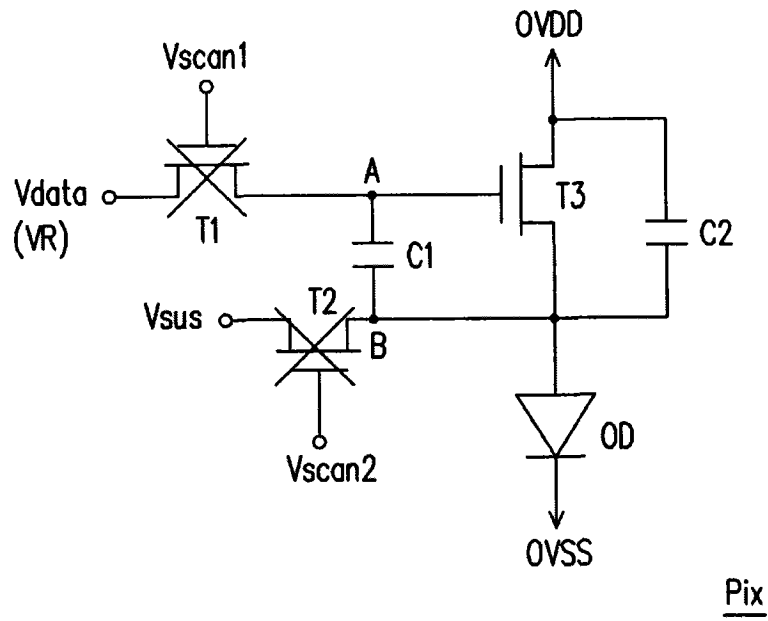 OVDD
Vscan1
A
Vdata
(VR)
T1
T3
C1
C2
T2
Vsus
B
Vscan2
OD
OVSS
Pix